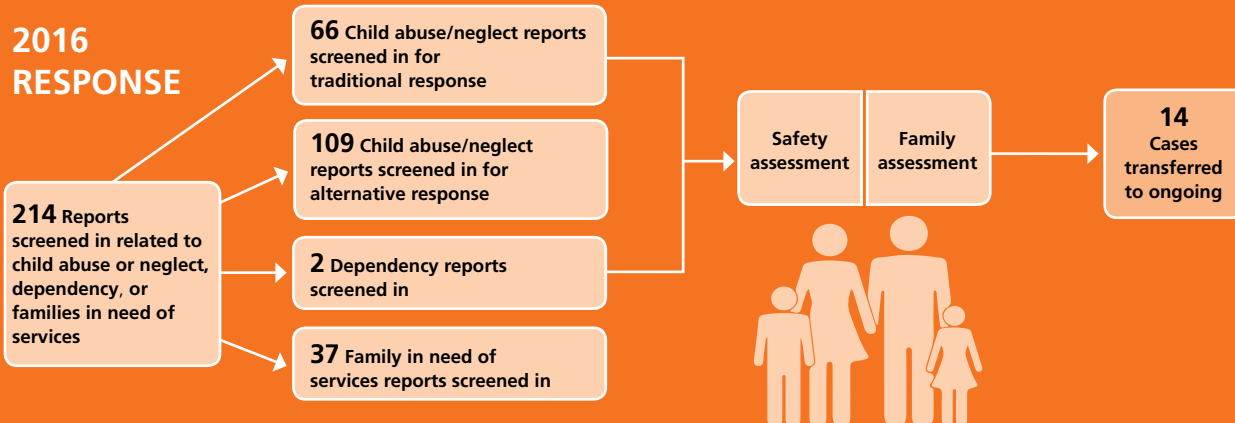 2016
RESPONSE
214 Reports
screened in related to
child abuse or neglect,
dependency, or
families in need of
services
66 Child abuse/neglect reports
screened in for
traditional response
109 Child abuse/neglect
reports screened in for
alternative response
2 Dependency reports
screened in
37 Family in need of
services reports screened in
Safety
assessment
Family
assessment
14
Cases
transferred
to ongoing